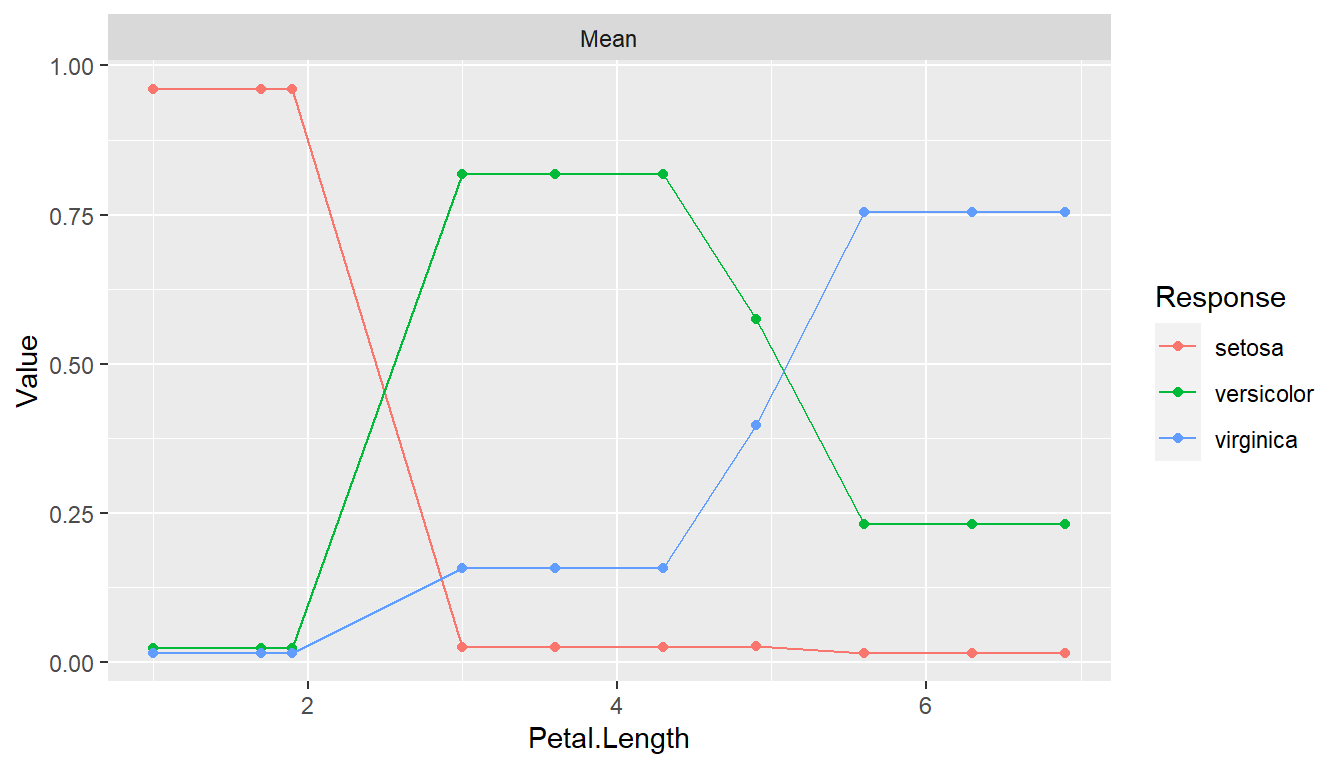 Mean
1.00
0.75
0.50
0.25
0.00
Value
2 4 6
Petal.Length
Response
setosa
versicolor
virginica